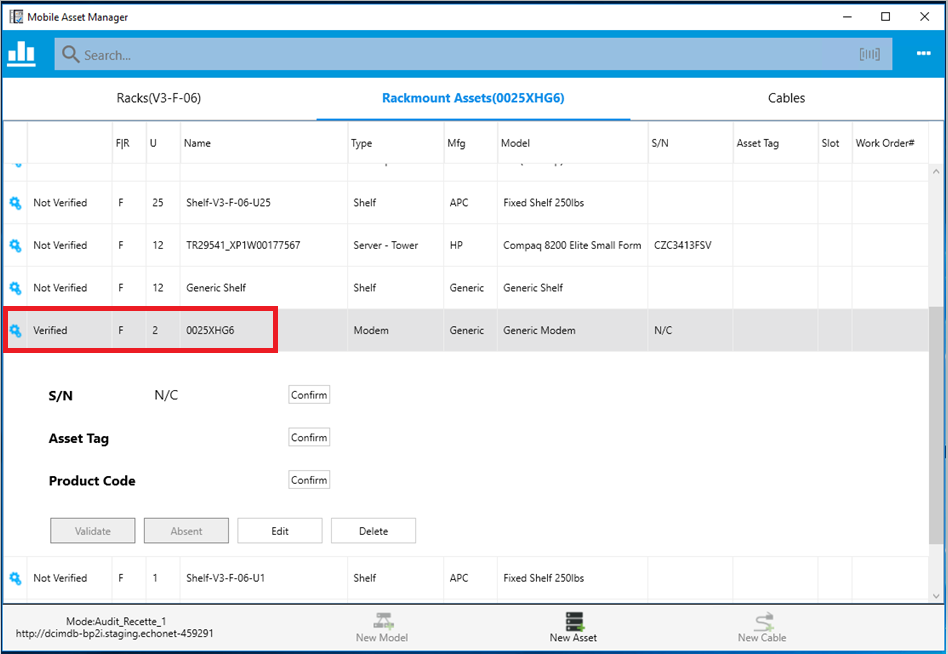 Mobile Asset Manager
Search...
Racks(V3-F-06) Rackmount Assets(0025XHG6) Cables
F|R U Name Type Mfg Model S/N Asset Tag Slot Work Order#
Not Verified F 25 Shelf-V3-F-06-U25 Shelf APC Fixed Shelf 250lbs
Not Verified F 12 TR29541_XP1W00177567 Server - Tower HP Compaq 8200 Elite Small Form CZC3413FSV
Not Verified F 12 Generic Shelf Shelf Generic Generic Shelf
Verified F 2 0025XHG6 Modem Generic Generic Modem N/C
S/N N/C Confirm
Asset Tag Confirm
Product Code Confirm
Validate Absent Edit Delete
Not Verified F 1 Shelf-V3-F-06-U1 Shelf APC Fixed Shelf 250lbs
Mode:Audit_Recette_1
http://dcimdb-bp2i.staging.echonet-459291
New Model New Asset New Cable